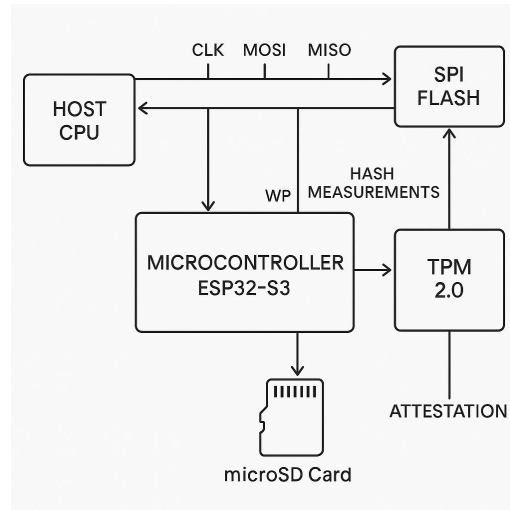 CLK MOSI MISO
HOST
CPU
SPI
FLASH
WP
HASH
MEASUREMENTS
MICROCONTROLLER
ESP32-S3
TPM
2.0
ATTESTATION
microSD Card